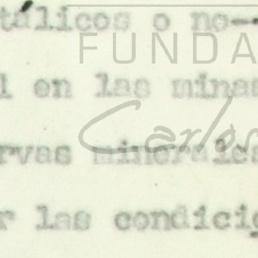 tálicos o no--
FUNDA
l en las minas
Carlos
rvas minerales
r las condicio